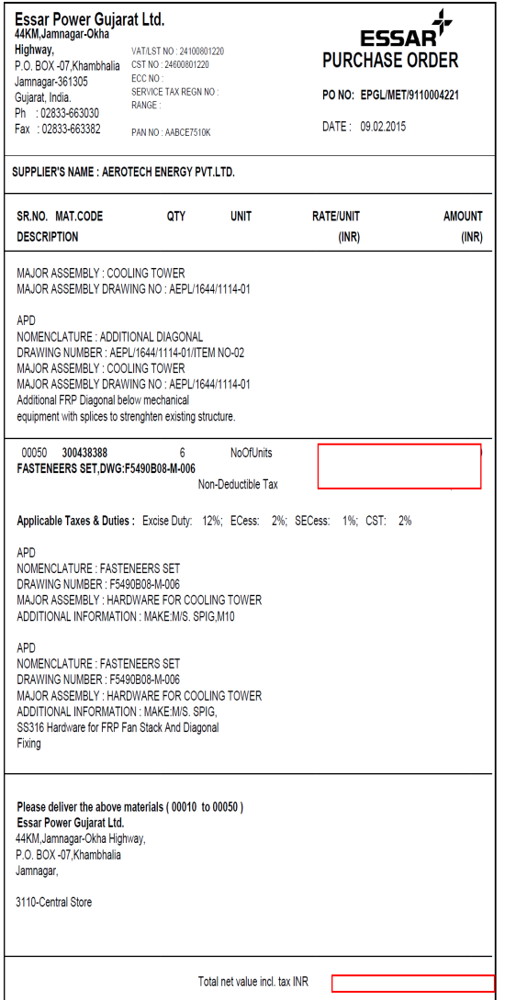 Essar Power Gujarat Ltd.
44KM,Jamnagar-Okha
Highway,
P.O. BOX -07,Khambhalia
Jamnagar-361305
Gujarat, India.
Ph : 02833-663030
Fax : 02833-663382
VAT/LST NO : 24100801220
CST NO : 24600801220
ECC NO :
SERVICE TAX REGN NO :
RANGE :
PAN NO : AABCE7510K
ESSAR
PURCHASE ORDER
PO NO: EPGL/MET/9110004221
DATE : 09.02.2015
SUPPLIER'S NAME : AEROTECH ENERGY PVT.LTD.
SR.NO. MAT.CODE QTY UNIT RATE/UNIT AMOUNT
DESCRIPTION (INR) (INR)
MAJOR ASSEMBLY : COOLING TOWER
MAJOR ASSEMBLY DRAWING NO : AEPL/1644/1114-01
APD
NOMENCLATURE : ADDITIONAL DIAGONAL
DRAWING NUMBER : AEPL/1644/1114-01/ITEM NO-02
MAJOR ASSEMBLY : COOLING TOWER
MAJOR ASSEMBLY DRAWING NO : AEPL/1644/1114-01
Additional FRP Diagonal below mechanical
equipment with splices to strenghten existing structure.
00050 300438388 6 NoOfUnits
FASTENEERS SET,DWG:F5490B08-M-006
Non-Deductible Tax
Applicable Taxes & Duties : Excise Duty: 12%; ECess: 2%; SECess: 1%; CST: 2%
APD
NOMENCLATURE : FASTENEERS SET
DRAWING NUMBER : F5490B08-M-006
MAJOR ASSEMBLY : HARDWARE FOR COOLING TOWER
ADDITIONAL INFORMATION : MAKE:M/S. SPIG,M10
APD
NOMENCLATURE : FASTENEERS SET
DRAWING NUMBER : F5490B08-M-006
MAJOR ASSEMBLY : HARDWARE FOR COOLING TOWER
ADDITIONAL INFORMATION : MAKE:M/S. SPIG,
SS316 Hardware for FRP Fan Stack And Diagonal
Fixing
Please deliver the above materials ( 00010 to 00050 )
Essar Power Gujarat Ltd.
44KM,Jamnagar-Okha Highway,
P.O. BOX -07,Khambhalia
Jamnagar,
3110-Central Store
Total net value incl. tax INR